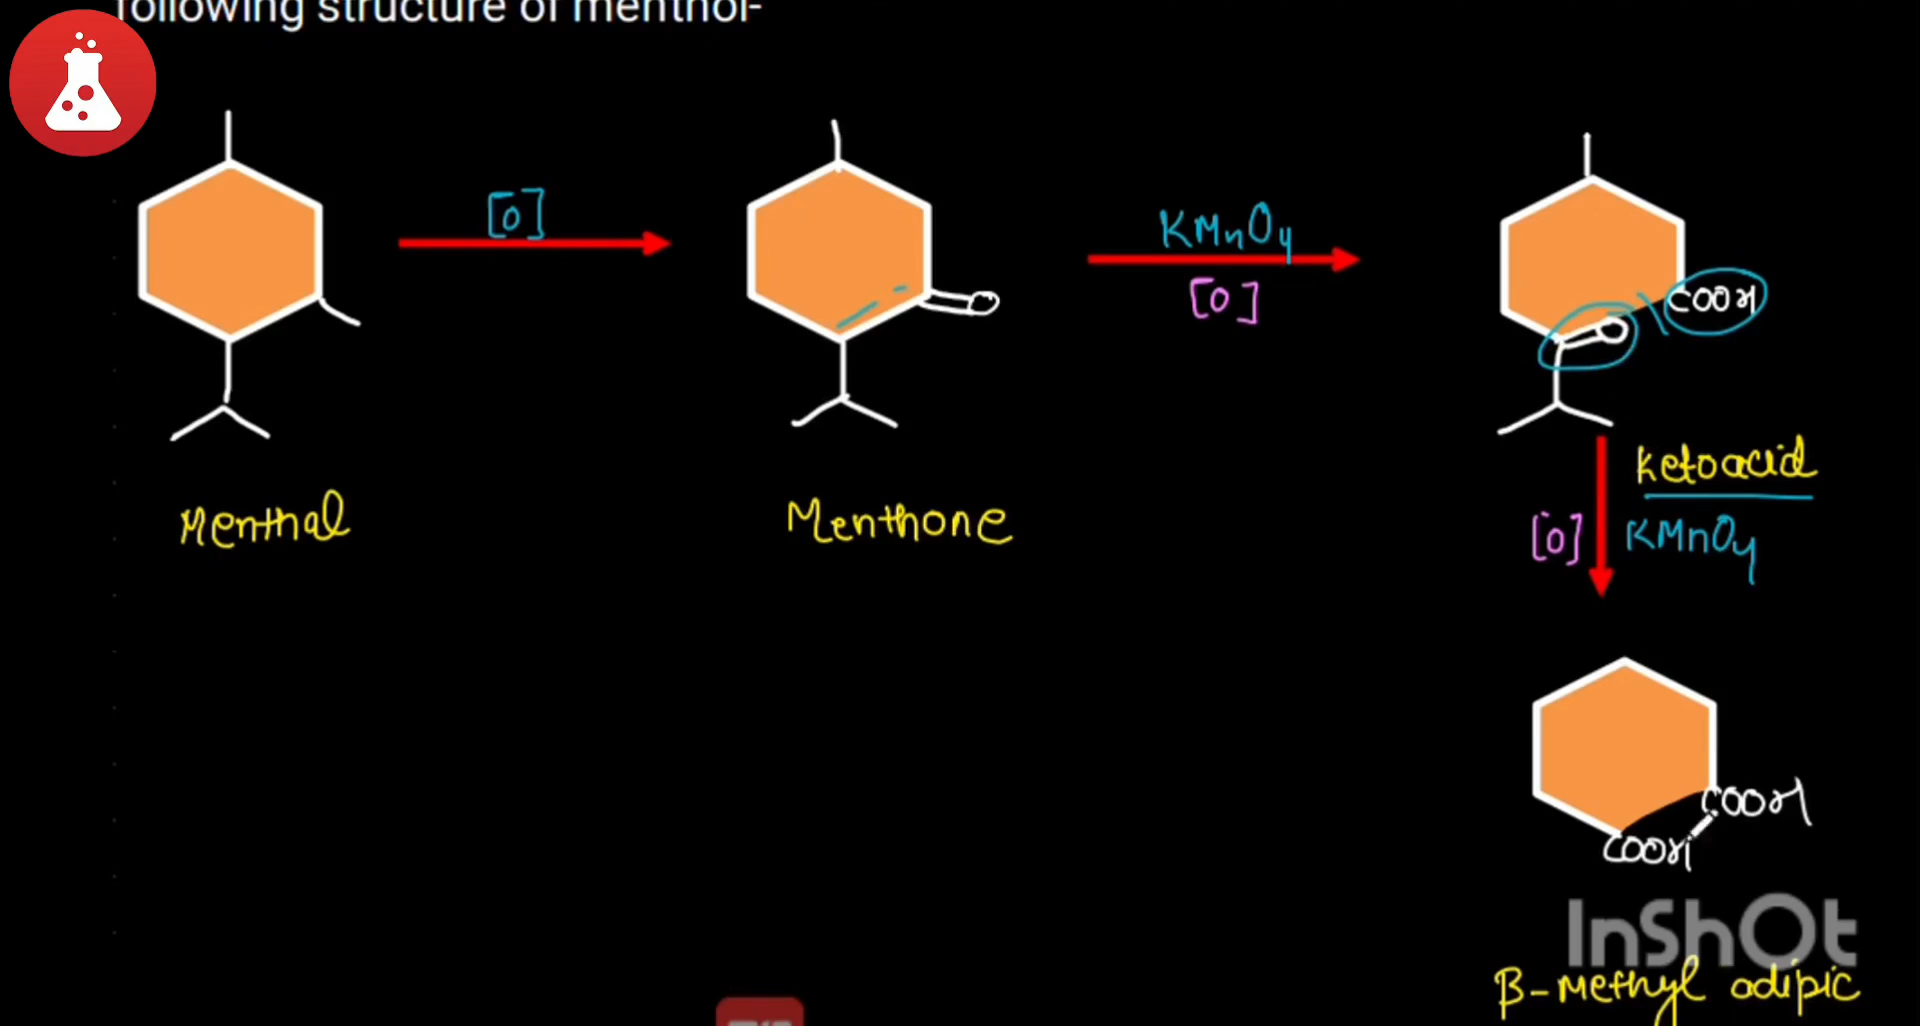 following structure of menthol-
[O]
KMnO4
[O]
O
COOH
O
Menthal
Menthone
Ketoacid
[O] KMnO4
COOH
COOH
InShOt
β-methyl adipic